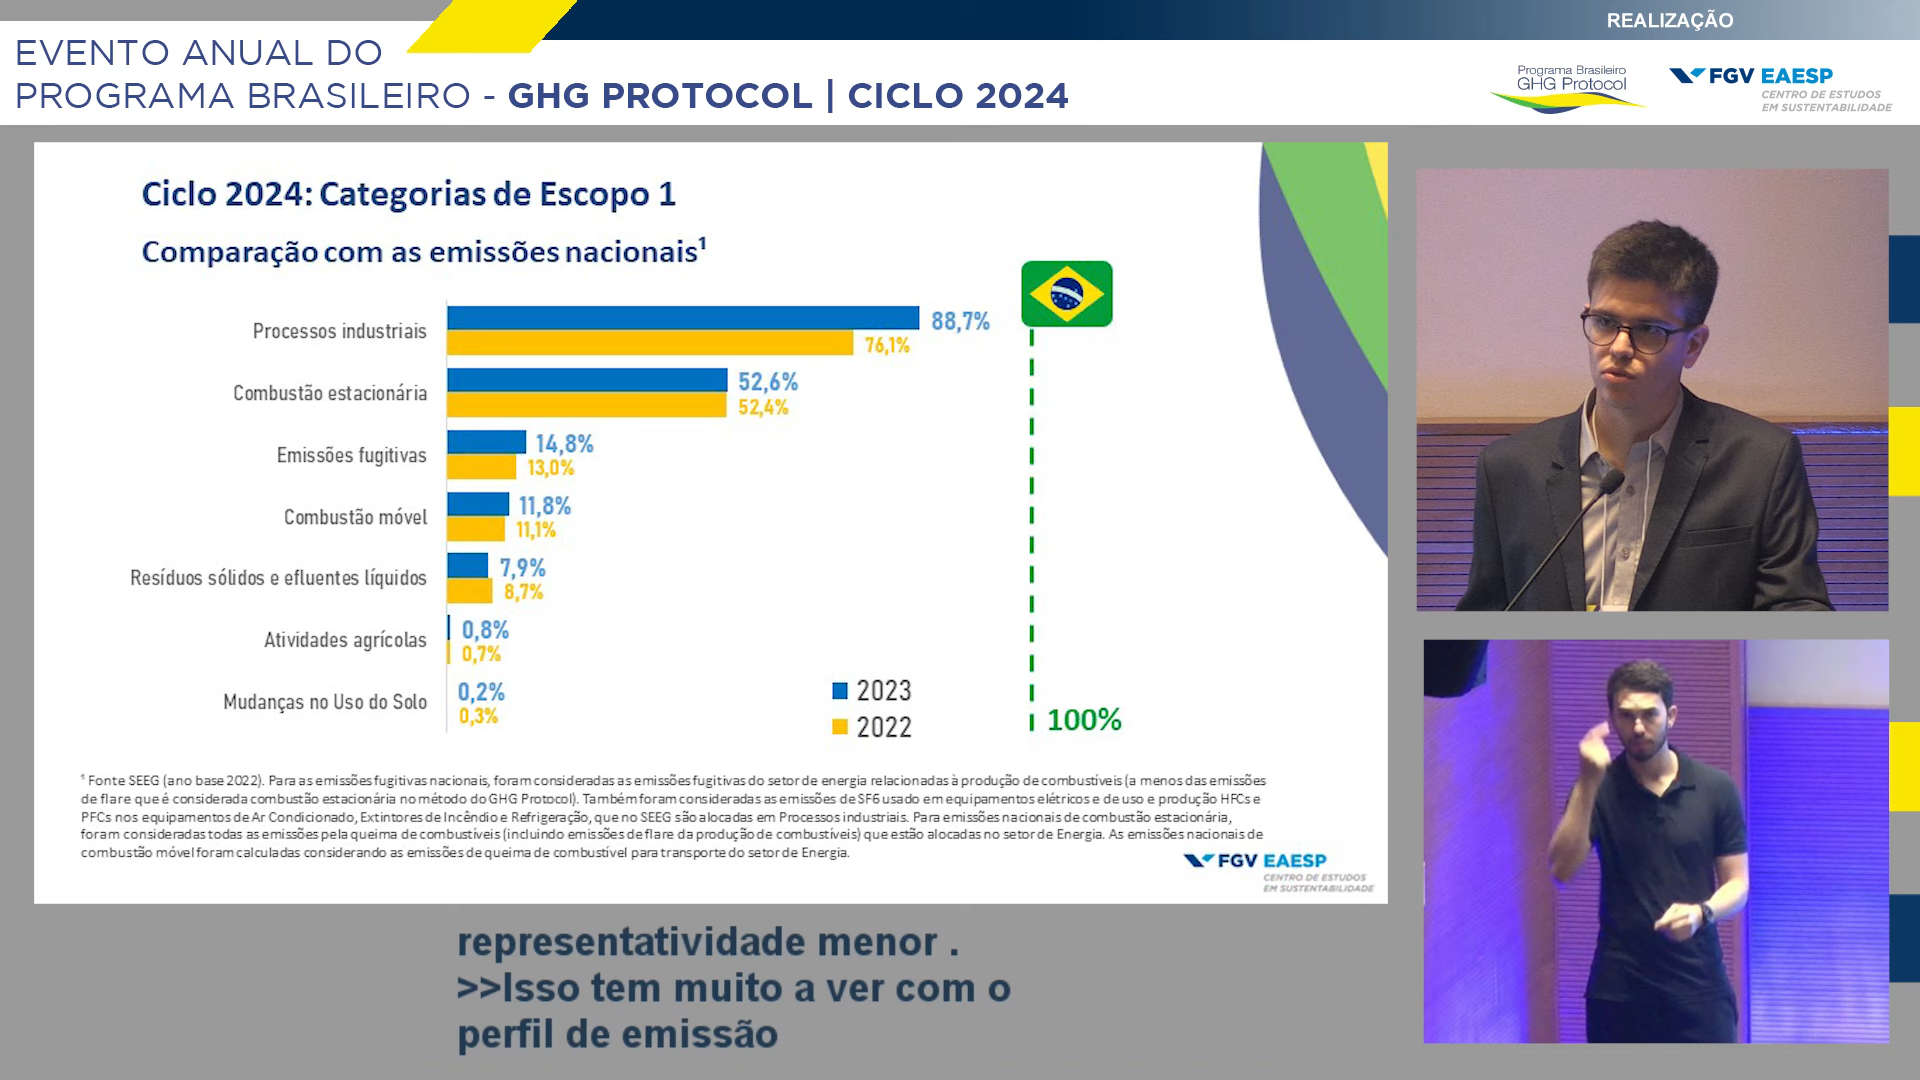 REALIZAÇÃO
EVENTO ANUAL DO
PROGRAMA BRASILEIRO - GHG PROTOCOL | CICLO 2024
Programa Brasileiro
GHG Protocol
FGV EAESP
CENTRO DE ESTUDOS
EM SUSTENTABILIDADE
Ciclo 2024: Categorias de Escopo 1
Comparação com as emissões nacionais¹
Processos industriais
88,7%
76,1%
Combustão estacionária
52,6%
52,4%
Emissões fugitivas
14,8%
13,0%
Combustão móvel
11,8%
11,1%
Resíduos sólidos e efluentes líquidos
7,9%
8,7%
Atividades agrícolas
0,8%
0,7%
Mudanças no Uso do Solo
0,2%
0,3%
2023
2022
100%
¹ Fonte SEEG (ano base 2022). Para as emissões fugitivas nacionais, foram consideradas as emissões fugitivas do setor de energia relacionadas à produção de combustíveis (a menos das emissões
de flare que é considerada combustão estacionária no método do GHG Protocol). Também foram consideradas as emissões de SF6 usado em equipamentos elétricos e de uso e produção HFCs e
PFCs nos equipamentos de Ar Condicionado, Extintores de Incêndio e Refrigeração, que no SEEG são alocadas em Processos industriais. Para emissões nacionais de combustão estacionária,
foram consideradas todas as emissões pela queima de combustíveis (incluindo emissões de flare da produção de combustíveis) que estão alocadas no setor de Energia. As emissões nacionais de
combustão móvel foram calculadas considerando as emissões de queima de combustível para transporte do setor de Energia.
FGV EAESP
CENTRO DE ESTUDOS
EM SUSTENTABILIDADE
representatividade menor .
>>Isso tem muito a ver com o
perfil de emissão